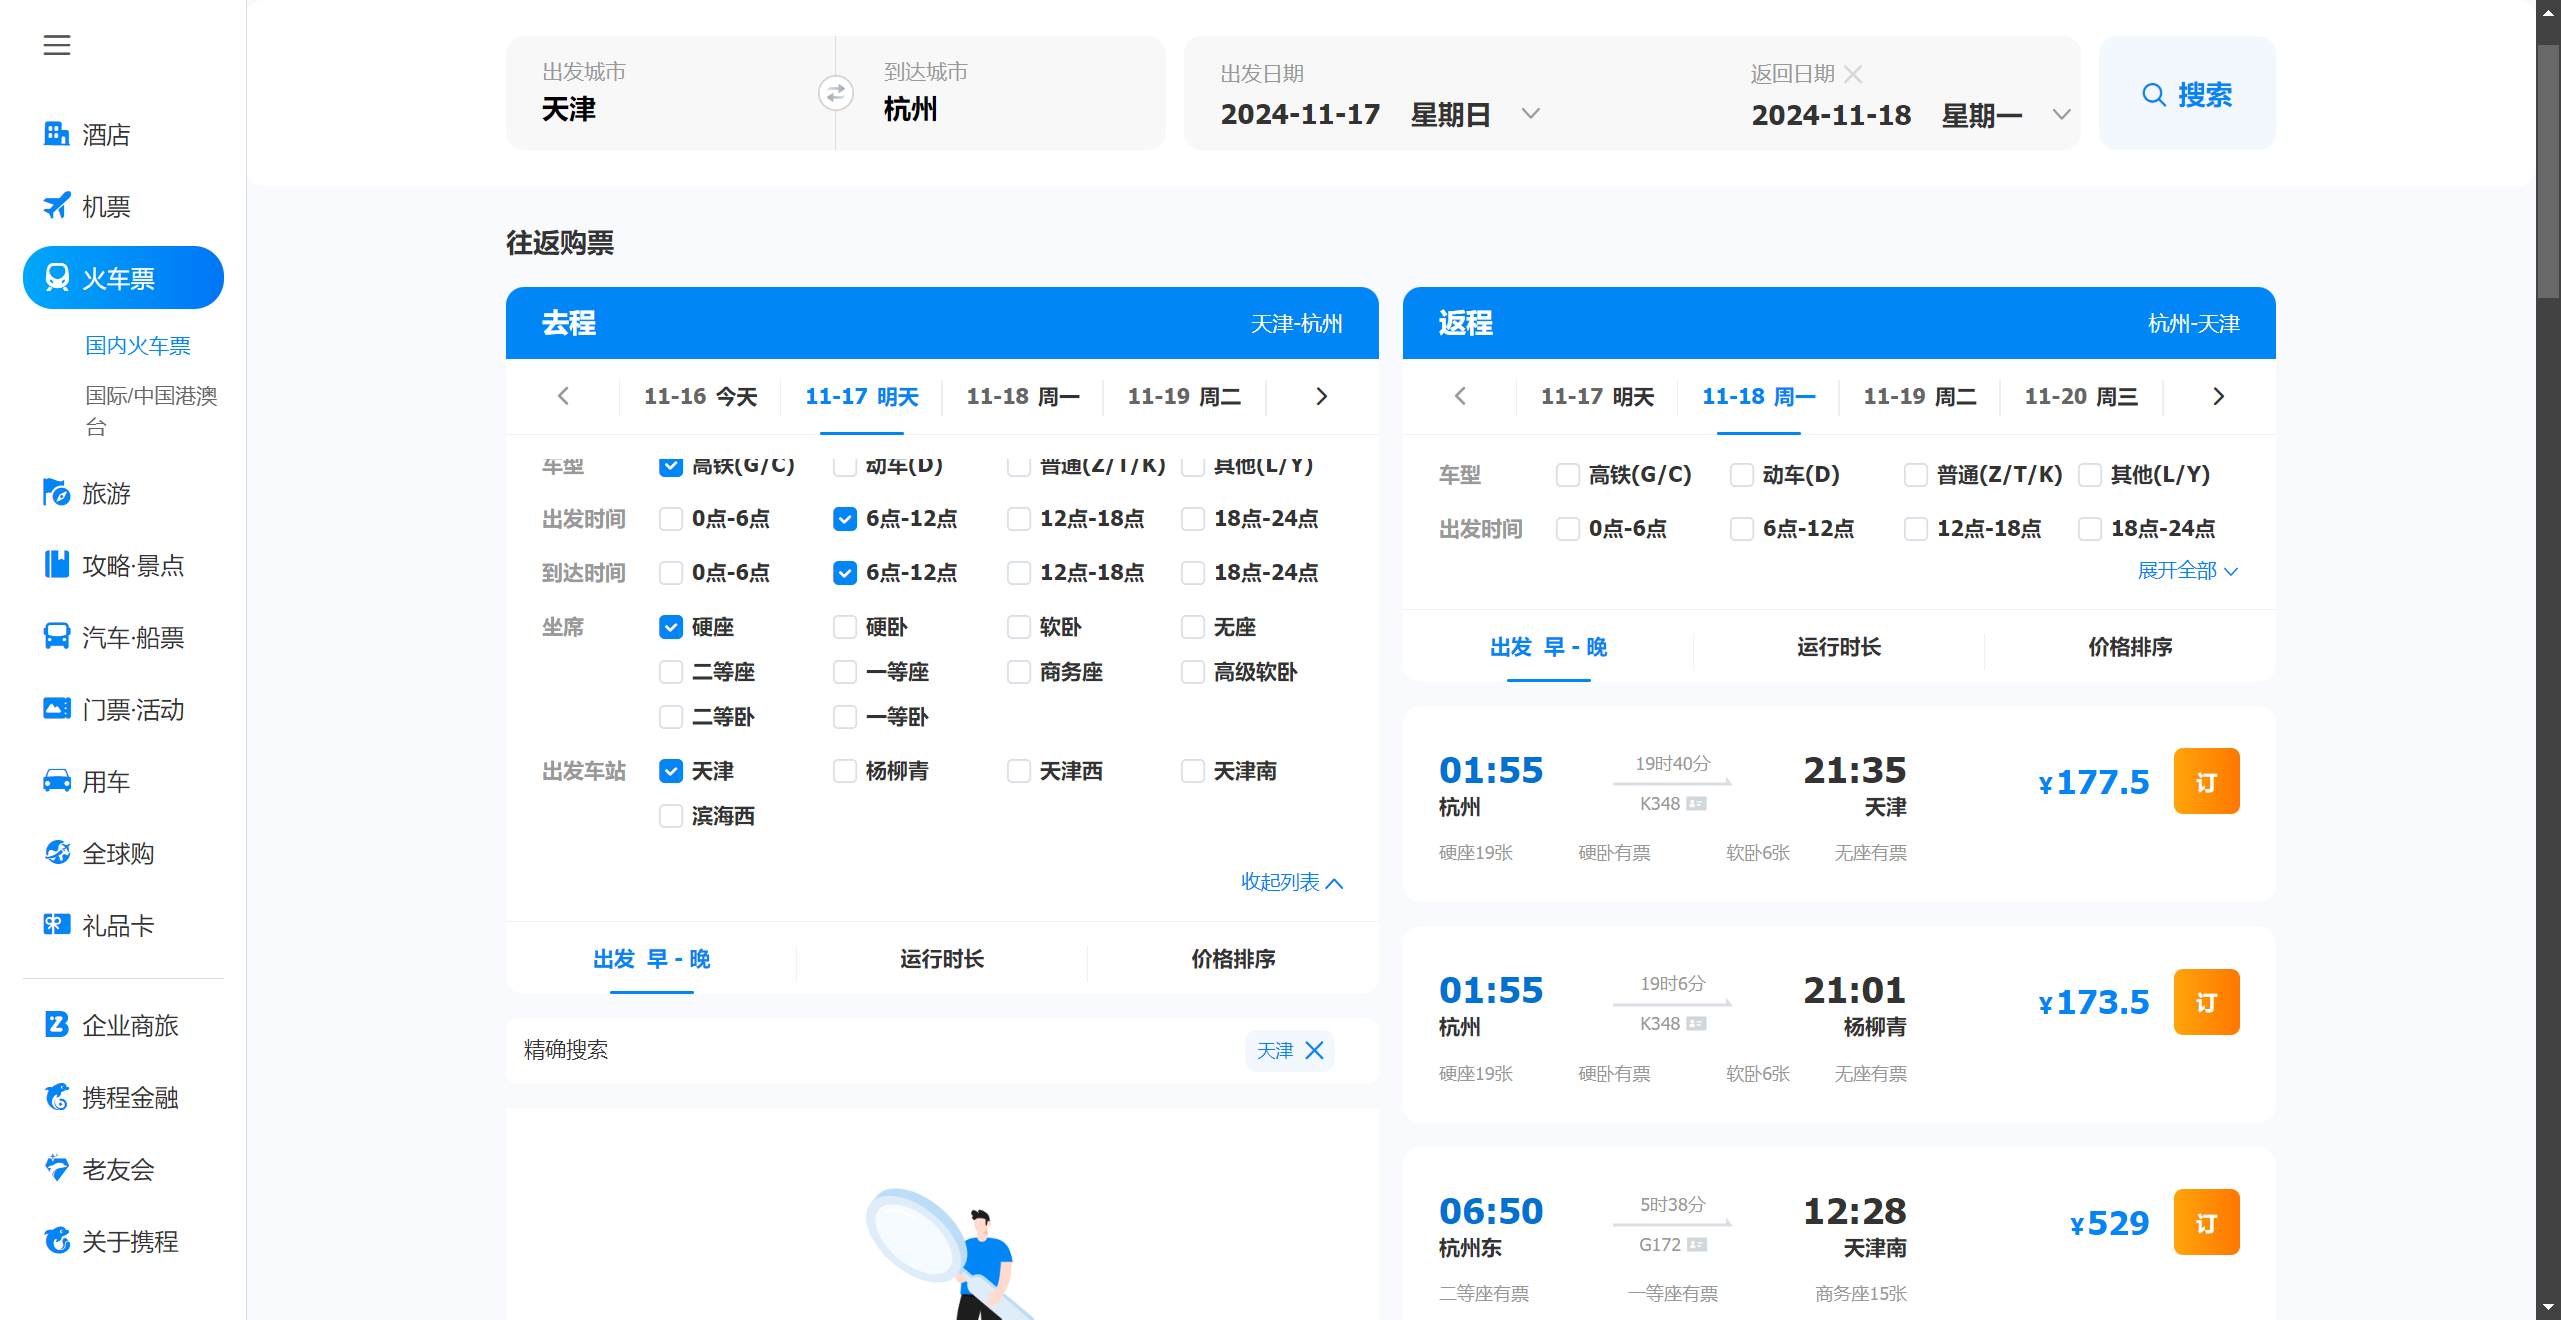 出发城市
天津
到达城市
杭州
出发日期
2024-11-17 星期日
返回日期
2024-11-18 星期一
搜索
酒店
机票
火车票
国内火车票
国际/中国港澳
台
旅游
攻略·景点
汽车·船票
门票·活动
用车
全球购
礼品卡
企业商旅
携程金融
老友会
关于携程
往返购票
去程 天津-杭州
11-16 今天 11-17 明天 11-18 周一 11-19 周二
车型 高铁(G/C) 动车(D) 普通(Z/T/K) 其他(L/Y)
出发时间 0点-6点 6点-12点 12点-18点 18点-24点
到达时间 0点-6点 6点-12点 12点-18点 18点-24点
坐席 硬座 硬卧 软卧 无座
二等座 一等座 商务座 高级软卧
二等卧 一等卧
出发车站 天津 杨柳青 天津西 天津南
滨海西
收起列表
出发 早 - 晚 运行时长 价格排序
精确搜索 天津
返程 杭州-天津
11-17 明天 11-18 周一 11-19 周二 11-20 周三
车型 高铁(G/C) 动车(D) 普通(Z/T/K) 其他(L/Y)
出发时间 0点-6点 6点-12点 12点-18点 18点-24点
展开全部
出发 早 - 晚 运行时长 价格排序
01:55 19时40分 21:35 ¥177.5 订
杭州 K348 天津
硬座19张 硬卧有票 软卧6张 无座有票
01:55 19时6分 21:01 ¥173.5 订
杭州 K348 杨柳青
硬座19张 硬卧有票 软卧6张 无座有票
06:50 5时38分 12:28 ¥529 订
杭州东 G172 天津南
二等座有票 一等座有票 商务座15张